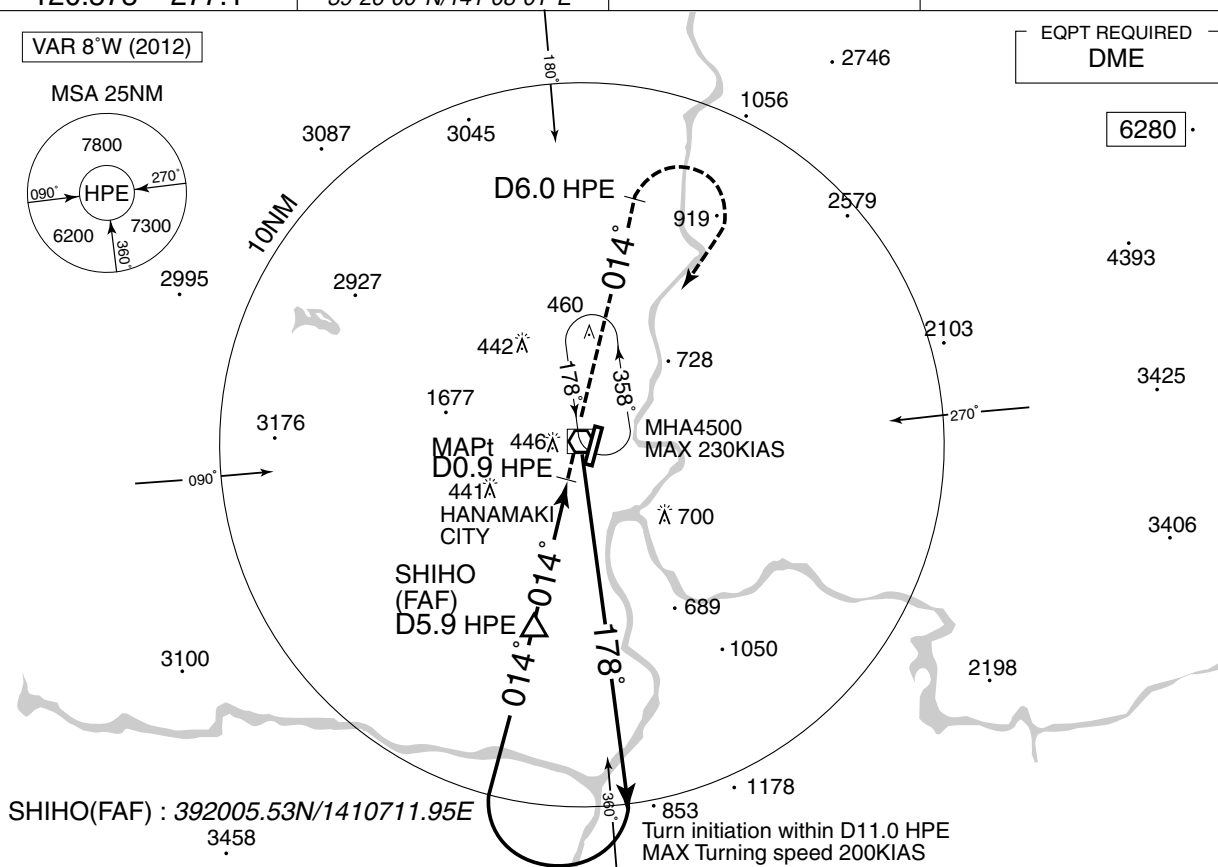 VAR 8°W (2012)
MSA 25NM
7800
HPE
090°
270°
6200
7300
360°
EQPT REQUIRED
DME
6280
2746
1056
3087
3045
180°
D6.0 HPE
919
2579
10NM
014°
4393
2995
2927
460
442
2103
728
178°
358°
3425
1677
3176
MHA4500
MAX 230KIAS
270°
446
MAPt
D0.9 HPE
090°
441
HANAMAKI
CITY
700
3406
014°
SHIHO
(FAF)
D5.9 HPE
689
178°
1050
3100
014°
2198
1178
853
360°
SHIHO(FAF) : 392005.53N/1410711.95E
3458
Turn initiation within D11.0 HPE
MAX Turning speed 200KIAS